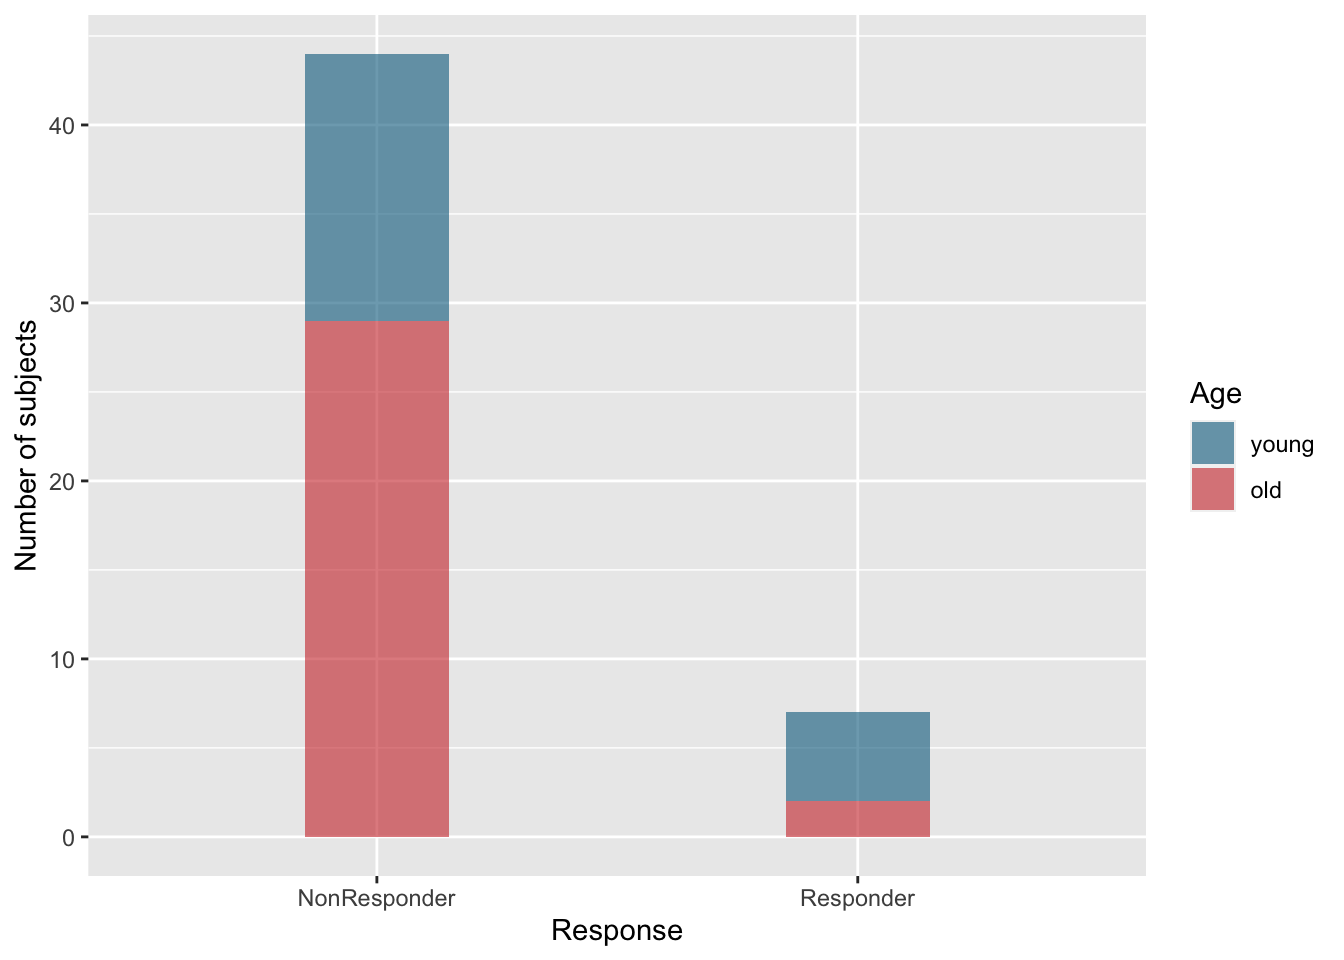 Number of subjects
40
30
20
10
0
NonResponder
Responder
Response
Age
young
old